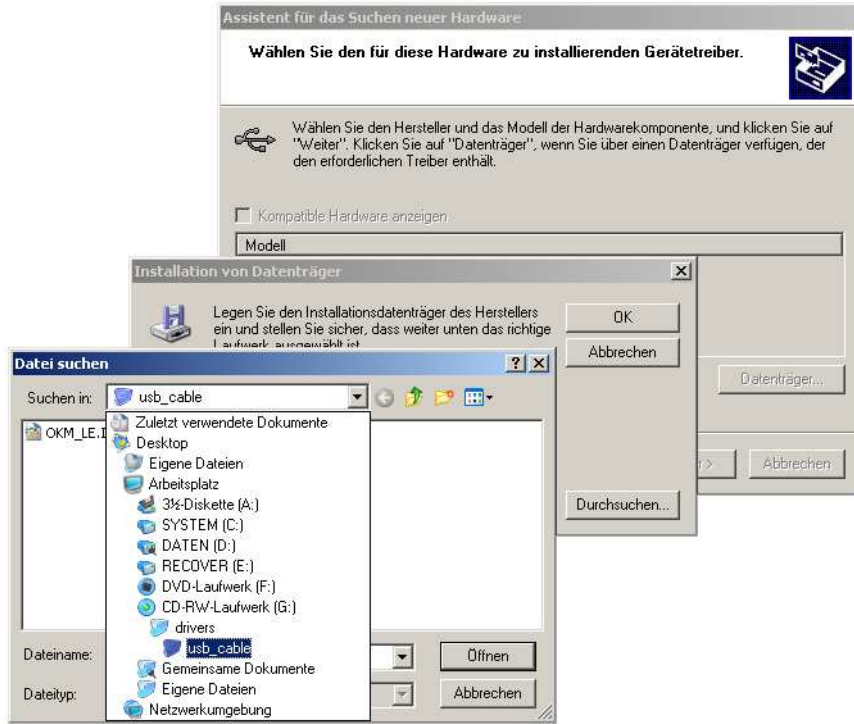 Assistent für das Suchen neuer Hardware
Wählen Sie den für diese Hardware zu installierenden Gerätetreiber.
Wählen Sie den Hersteller und das Modell der Hardwarekomponente, und klicken Sie auf
"Weiter". Klicken Sie auf "Datenträger", wenn Sie über einen Datenträger verfügen, der
den erforderlichen Treiber enthält.
Kompatible Hardware anzeigen
Modell
Datenträger...
Abbrechen
Installation von Datenträger
Legen Sie den Installationsdatenträger des Herstellers
ein und stellen Sie sicher, dass weiter unten das richtige
Laufwerk ausgewählt ist
OK
Abbrechen
Durchsuchen...
Datei suchen
Suchen in:
usb_cable
Zuletzt verwendete Dokumente
Desktop
Eigene Dateien
Arbeitsplatz
3½-Diskette (A:)
SYSTEM (C:)
DATEN (D:)
RECOVER (E:)
DVD-Laufwerk (F:)
CD-RW-Laufwerk (G:)
drivers
usb_cable
Gemeinsame Dokumente
Eigene Dateien
Netzwerkumgebung
Dateiname:
Öffnen
Dateityp:
Abbrechen